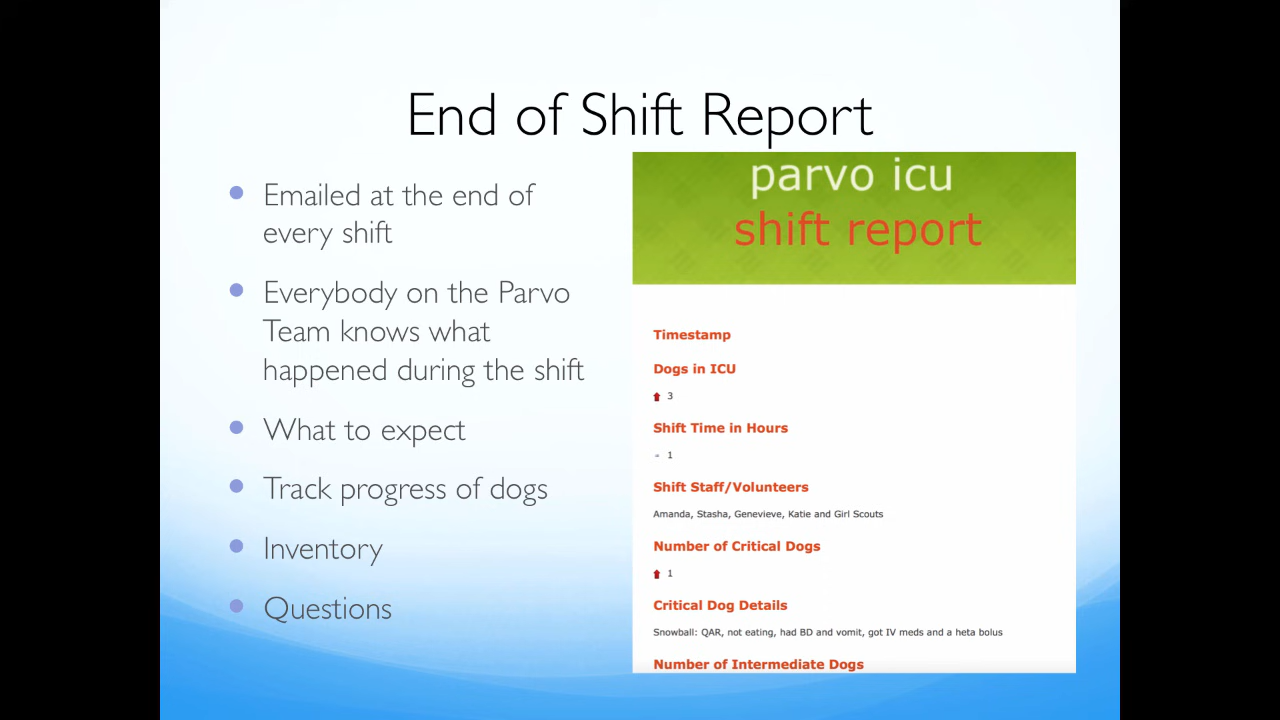 End of Shift Report
Emailed at the end of
every shift
Everybody on the Parvo
Team knows what
happened during the shift
What to expect
Track progress of dogs
Inventory
Questions
parvo icu
shift report
Timestamp
Dogs in ICU
3
Shift Time in Hours
= 1
Shift Staff/Volunteers
Amanda, Stasha, Genevieve, Katie and Girl Scouts
Number of Critical Dogs
1
Critical Dog Details
Snowball: QAR, not eating, had BD and vomit, got IV meds and a heta bolus
Number of Intermediate Dogs